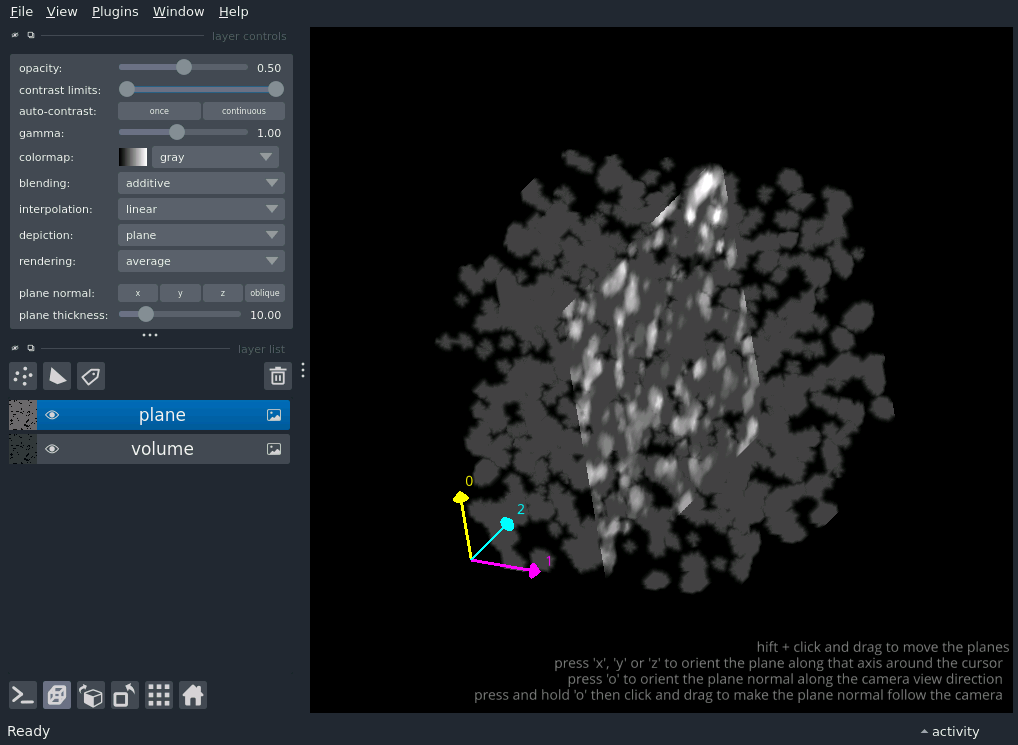 File View Plugins Window Help
layer controls
opacity: 0.50
contrast limits:
auto-contrast: once continuous
gamma: 1.00
colormap: gray
blending: additive
interpolation: linear
depiction: plane
rendering: average
plane normal: x y z oblique
plane thickness: 10.00
layer list
plane
volume
0
2
1
hift + click and drag to move the planes
press 'x', 'y' or 'z' to orient the plane along that axis around the cursor
press 'o' to orient the plane normal along the camera view direction
press and hold 'o' then click and drag to make the plane normal follow the camera
Ready activity